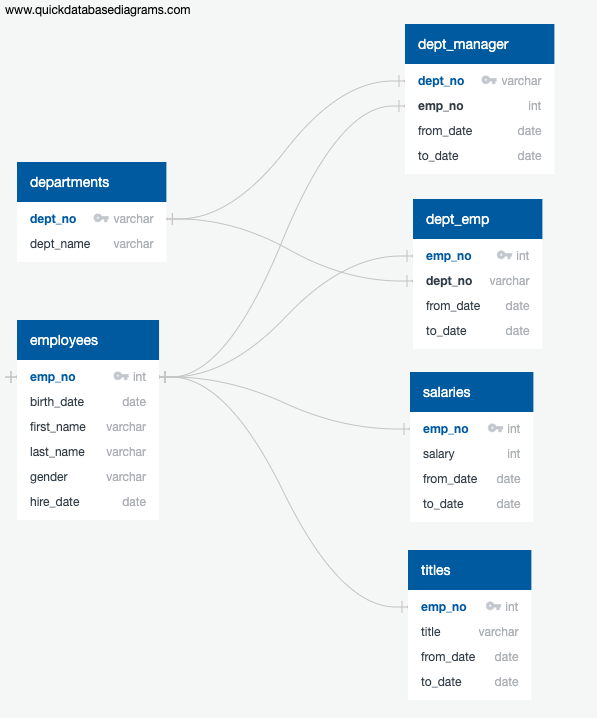 www.quickdatabasediagrams.com
dept_manager
dept_no varchar
emp_no int
from_date date
to_date date
departments
dept_no varchar
dept_name varchar
dept_emp
emp_no int
dept_no varchar
from_date date
to_date date
employees
emp_no int
birth_date date
first_name varchar
last_name varchar
gender varchar
hire_date date
salaries
emp_no int
salary int
from_date date
to_date date
titles
emp_no int
title varchar
from_date date
to_date date